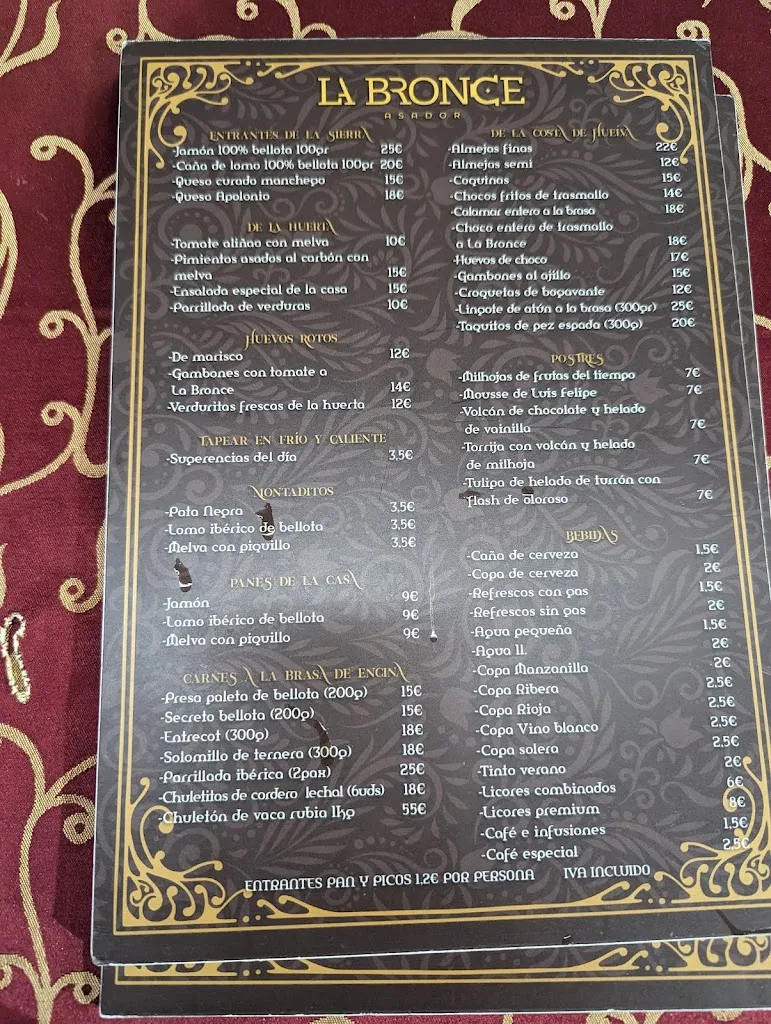 LA BRONCE
ASADOR
ENTRANTES DE LA SIERRA
-Jamón 100% bellota 100gr 25€
-Caña de lomo 100% bellota 100gr 20€
-Queso curado manchego 15€
-Queso Apolonio 18€
DE LA HUERTA
-Tomate aliñao con melva 10€
-Pimientos asados al carbón con
melva 15€
-Ensalada especial de la casa 15€
-Parrillada de verduras 10€
HUEVOS ROTOS
-De marisco 12€
-Gambones con tomate a
La Bronce 14€
-Verduritas frescas de la huerta 12€
TAPEAR EN FRÍO Y CALIENTE
-Sugerencias del día 3,5€
MONTADITOS
-Pata Negra 3,5€
-Lomo ibérico de bellota 3,5€
-Melva con piquillo 3,5€
PANES DE LA CASA
-Jamón 9€
-Lomo ibérico de bellota 9€
-Melva con piquillo 9€
CARNES A LA BRASA DE ENCINA
-Presa paleta de bellota (200g) 15€
-Secreto bellota (200g) 15€
-Entrecot (300g) 18€
-Solomillo de ternera (300g) 18€
-Parrillada ibérica (2pax) 25€
-Chuletitas de cordero lechal (6uds) 18€
-Chuletón de vaca rubia 1kg 55€
DE LA COSTA DE HUELVA
-Almejas finas 22€
-Almejas semi 12€
-Coquinas 15€
-Chocos fritos de trasmallo 14€
-Calamar entero a la brasa 18€
-Choco entero de trasmallo
a La Bronce 18€
-Huevos de choco 17€
-Gambones al ajillo 15€
-Croquetas de bogavante 12€
-Lingote de atún a la brasa (300gr) 25€
-Taquitos de pez espada (300g) 20€
POSTRES
-Milhojas de frutas del tiempo 7€
-Mousse de Luis Felipe 7€
-Volcán de chocolate y helado
de vainilla 7€
-Torrija con volcán y helado
de milhoja 7€
-Tulipa de helado de turrón con
flash de oloroso 7€
BEBIDAS
-Caña de cerveza 1,5€
-Copa de cerveza 2€
-Refrescos con gas 1,5€
-Refrescos sin gas 2€
-Agua pequeña 1,5€
-Agua 1l. 2€
-Copa Manzanilla 2€
-Copa Ribera 2,5€
-Copa Rioja 2,5€
-Copa Vino blanco 2,5€
-Copa solera 2,5€
-Tinto verano 2€
-Licores combinados 6€
-Licores premium 8€
-Café e infusiones 1,5€
-Café especial 2,5€
ENTRANTES PAN Y PICOS 1,2€ POR PERSONA IVA INCLUIDO